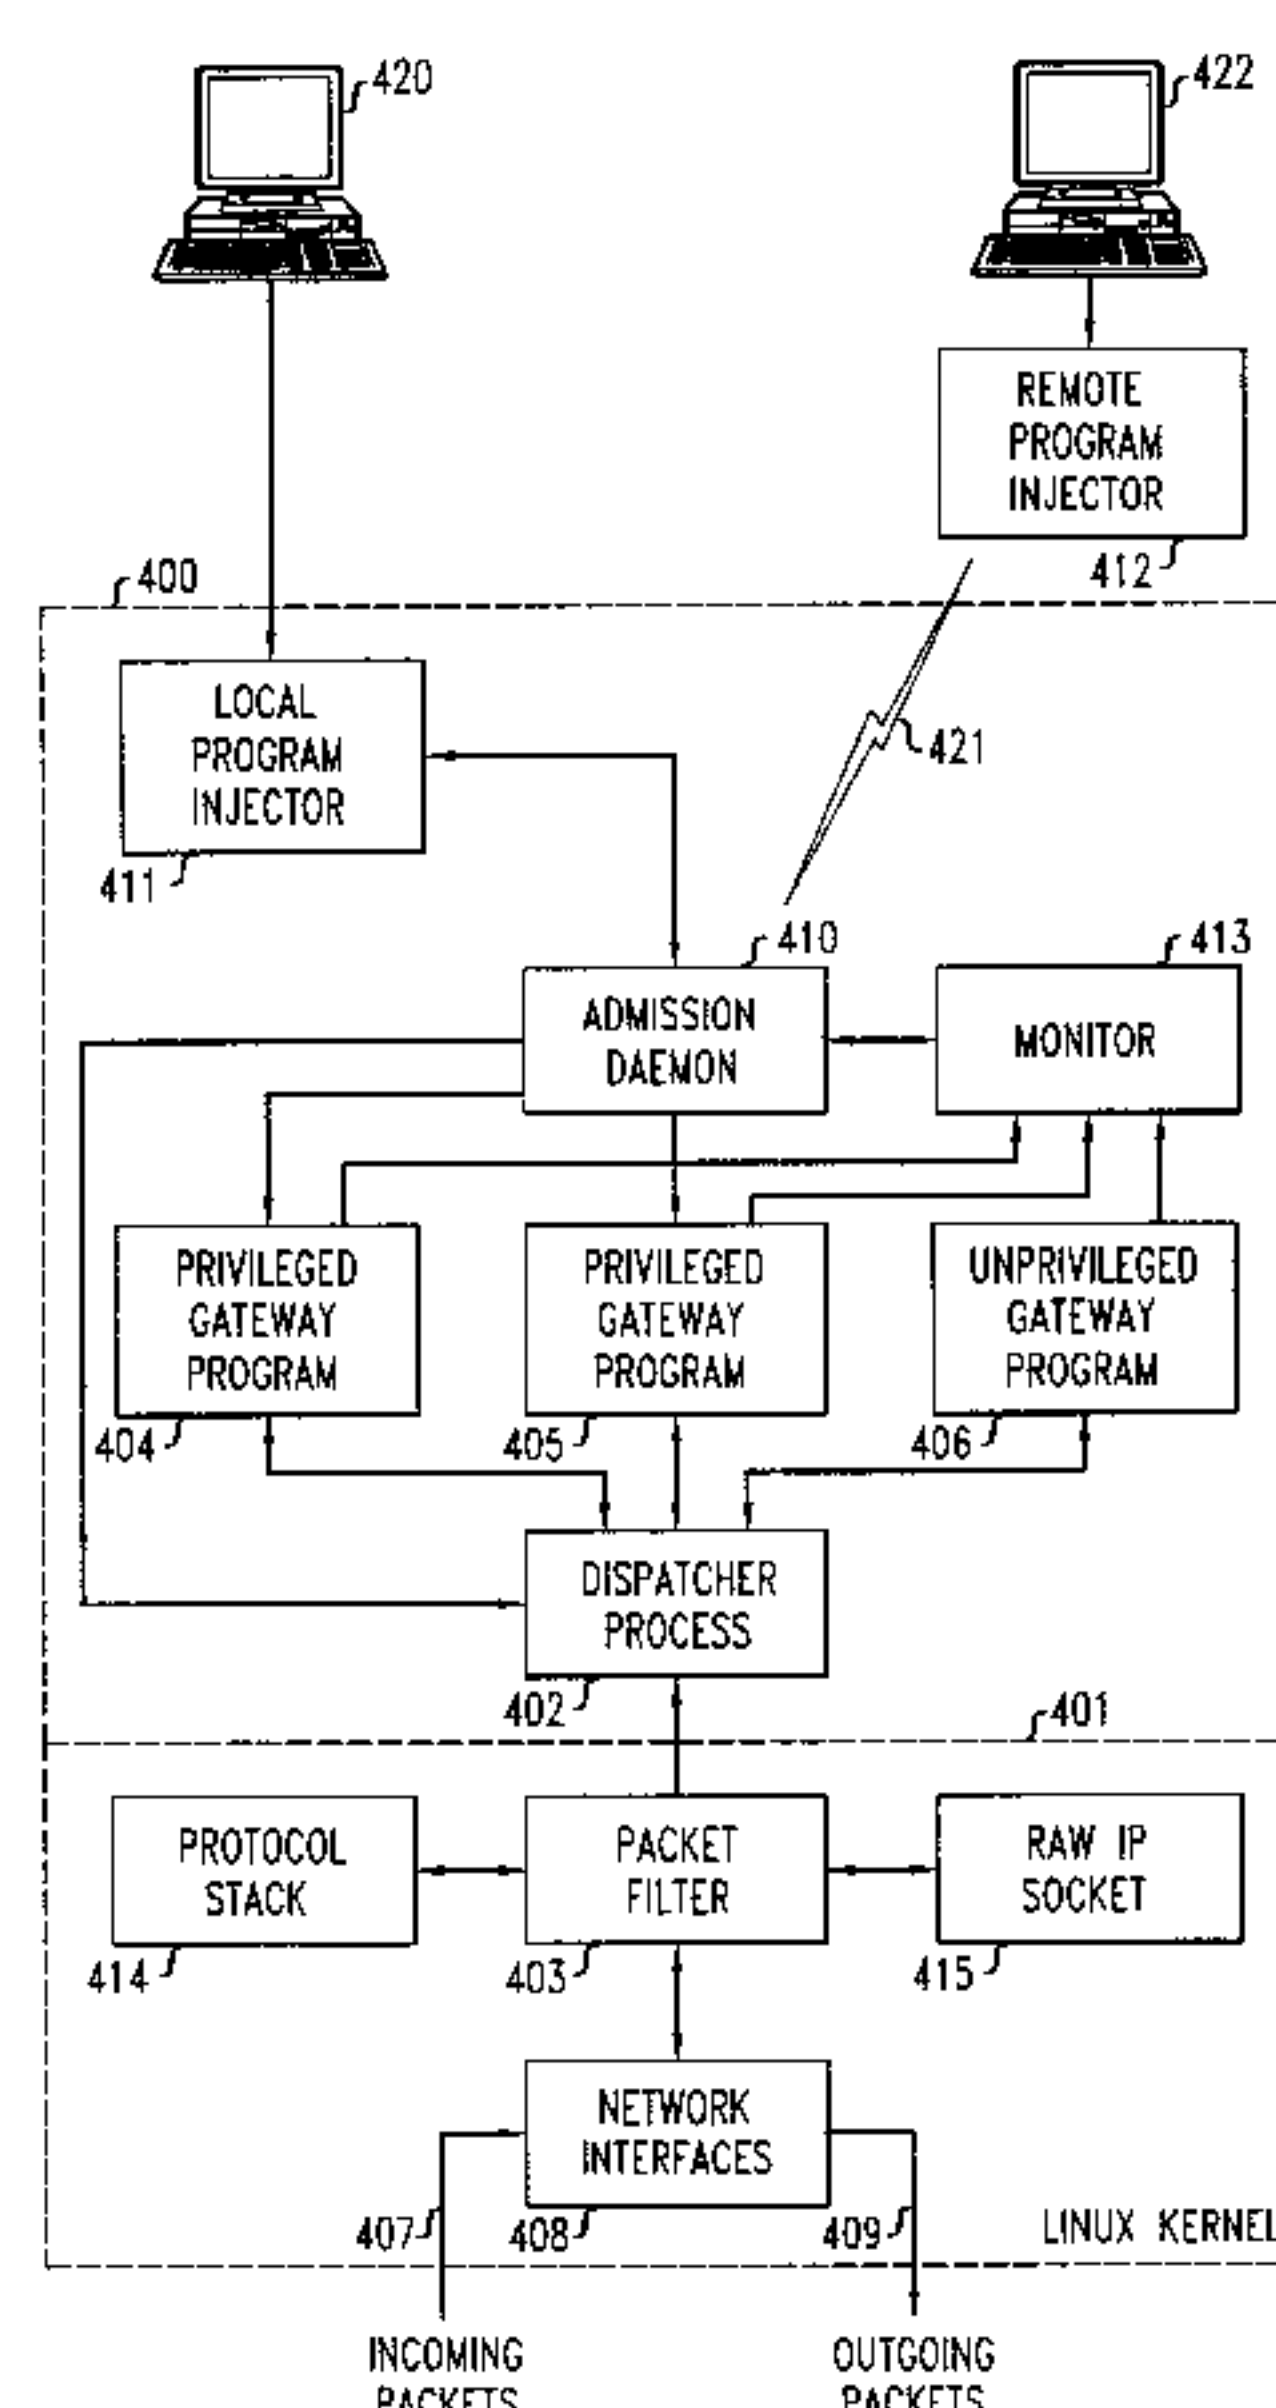 420
422
REMOTE
PROGRAM
INJECTOR
412
400
LOCAL
PROGRAM
INJECTOR
411
421
410
413
ADMISSION
DAEMON
MONITOR
PRIVILEGED
GATEWAY
PROGRAM
404
PRIVILEGED
GATEWAY
PROGRAM
405
UNPRIVILEGED
GATEWAY
PROGRAM
406
DISPATCHER
PROCESS
402
401
PROTOCOL
STACK
414
PACKET
FILTER
403
RAW IP
SOCKET
415
NETWORK
INTERFACES
407
408
409
LINUX KERNEL
INCOMING
PACKETS
OUTGOING
PACKETS